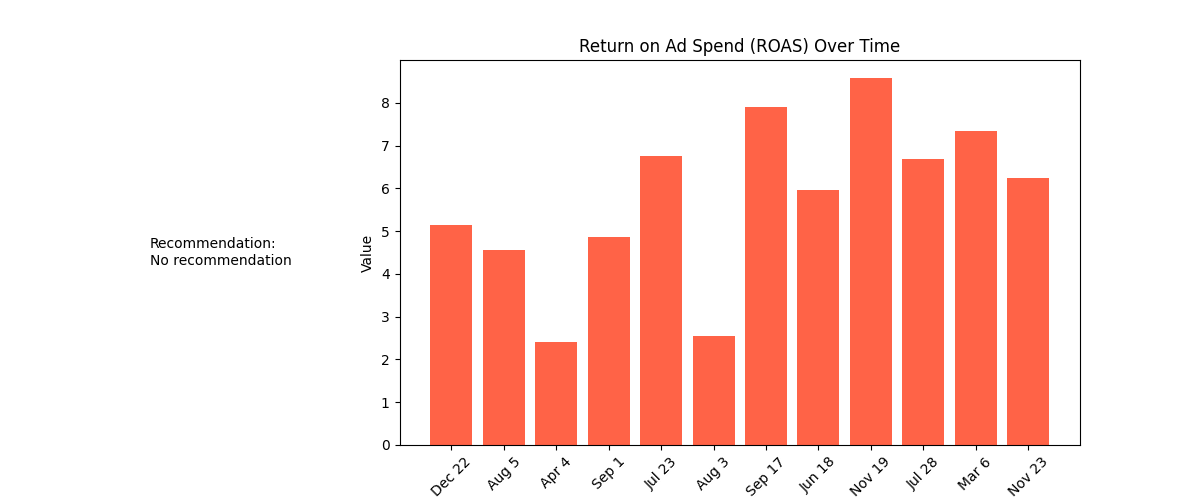 Return on Ad Spend (ROAS) Over Time
Recommendation:
No recommendation
Value
8
7
6
5
4
3
2
1
0
Dec 22
Aug 5
Apr 4
Sep 1
Jul 23
Aug 3
Sep 17
Jun 18
Nov 19
Jul 28
Mar 6
Nov 23